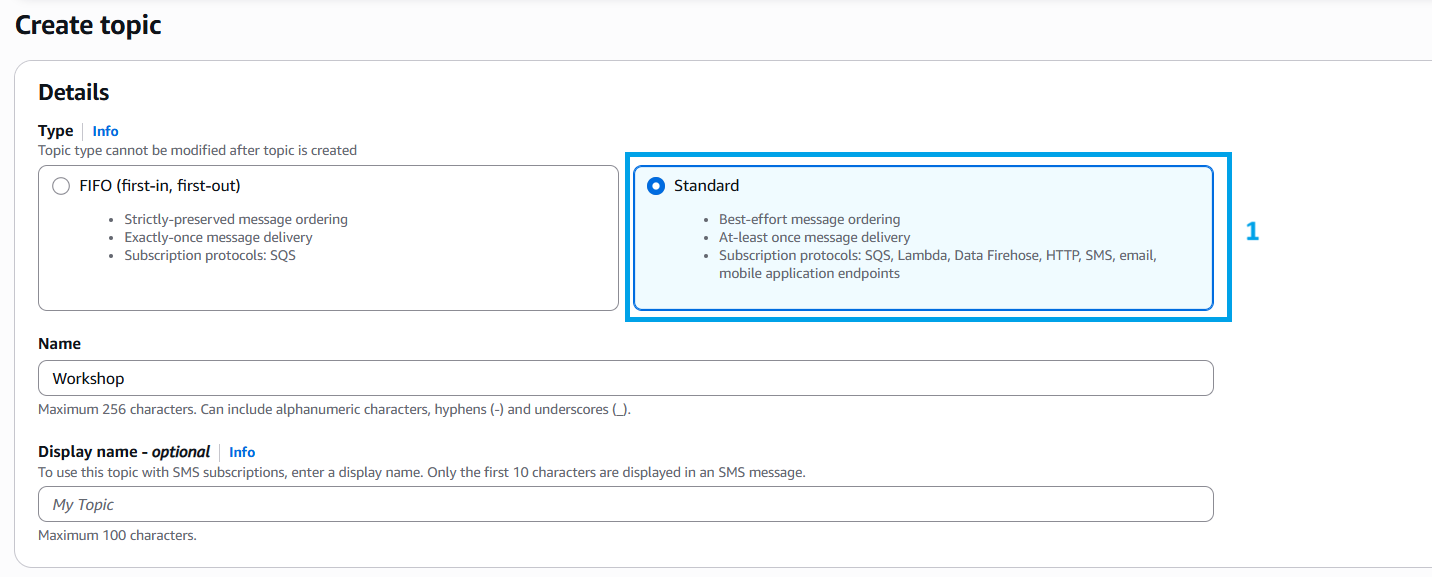 Create topic
Details
Type Info
Topic type cannot be modified after topic is created
FIFO (first-in, first-out)
• Strictly-preserved message ordering
• Exactly-once message delivery
• Subscription protocols: SQS
Standard
• Best-effort message ordering
• At-least once message delivery
• Subscription protocols: SQS, Lambda, Data Firehose, HTTP, SMS, email,
mobile application endpoints
1
Name
Workshop
Maximum 256 characters. Can include alphanumeric characters, hyphens (-) and underscores (_).
Display name - optional Info
To use this topic with SMS subscriptions, enter a display name. Only the first 10 characters are displayed in an SMS message.
My Topic
Maximum 100 characters.